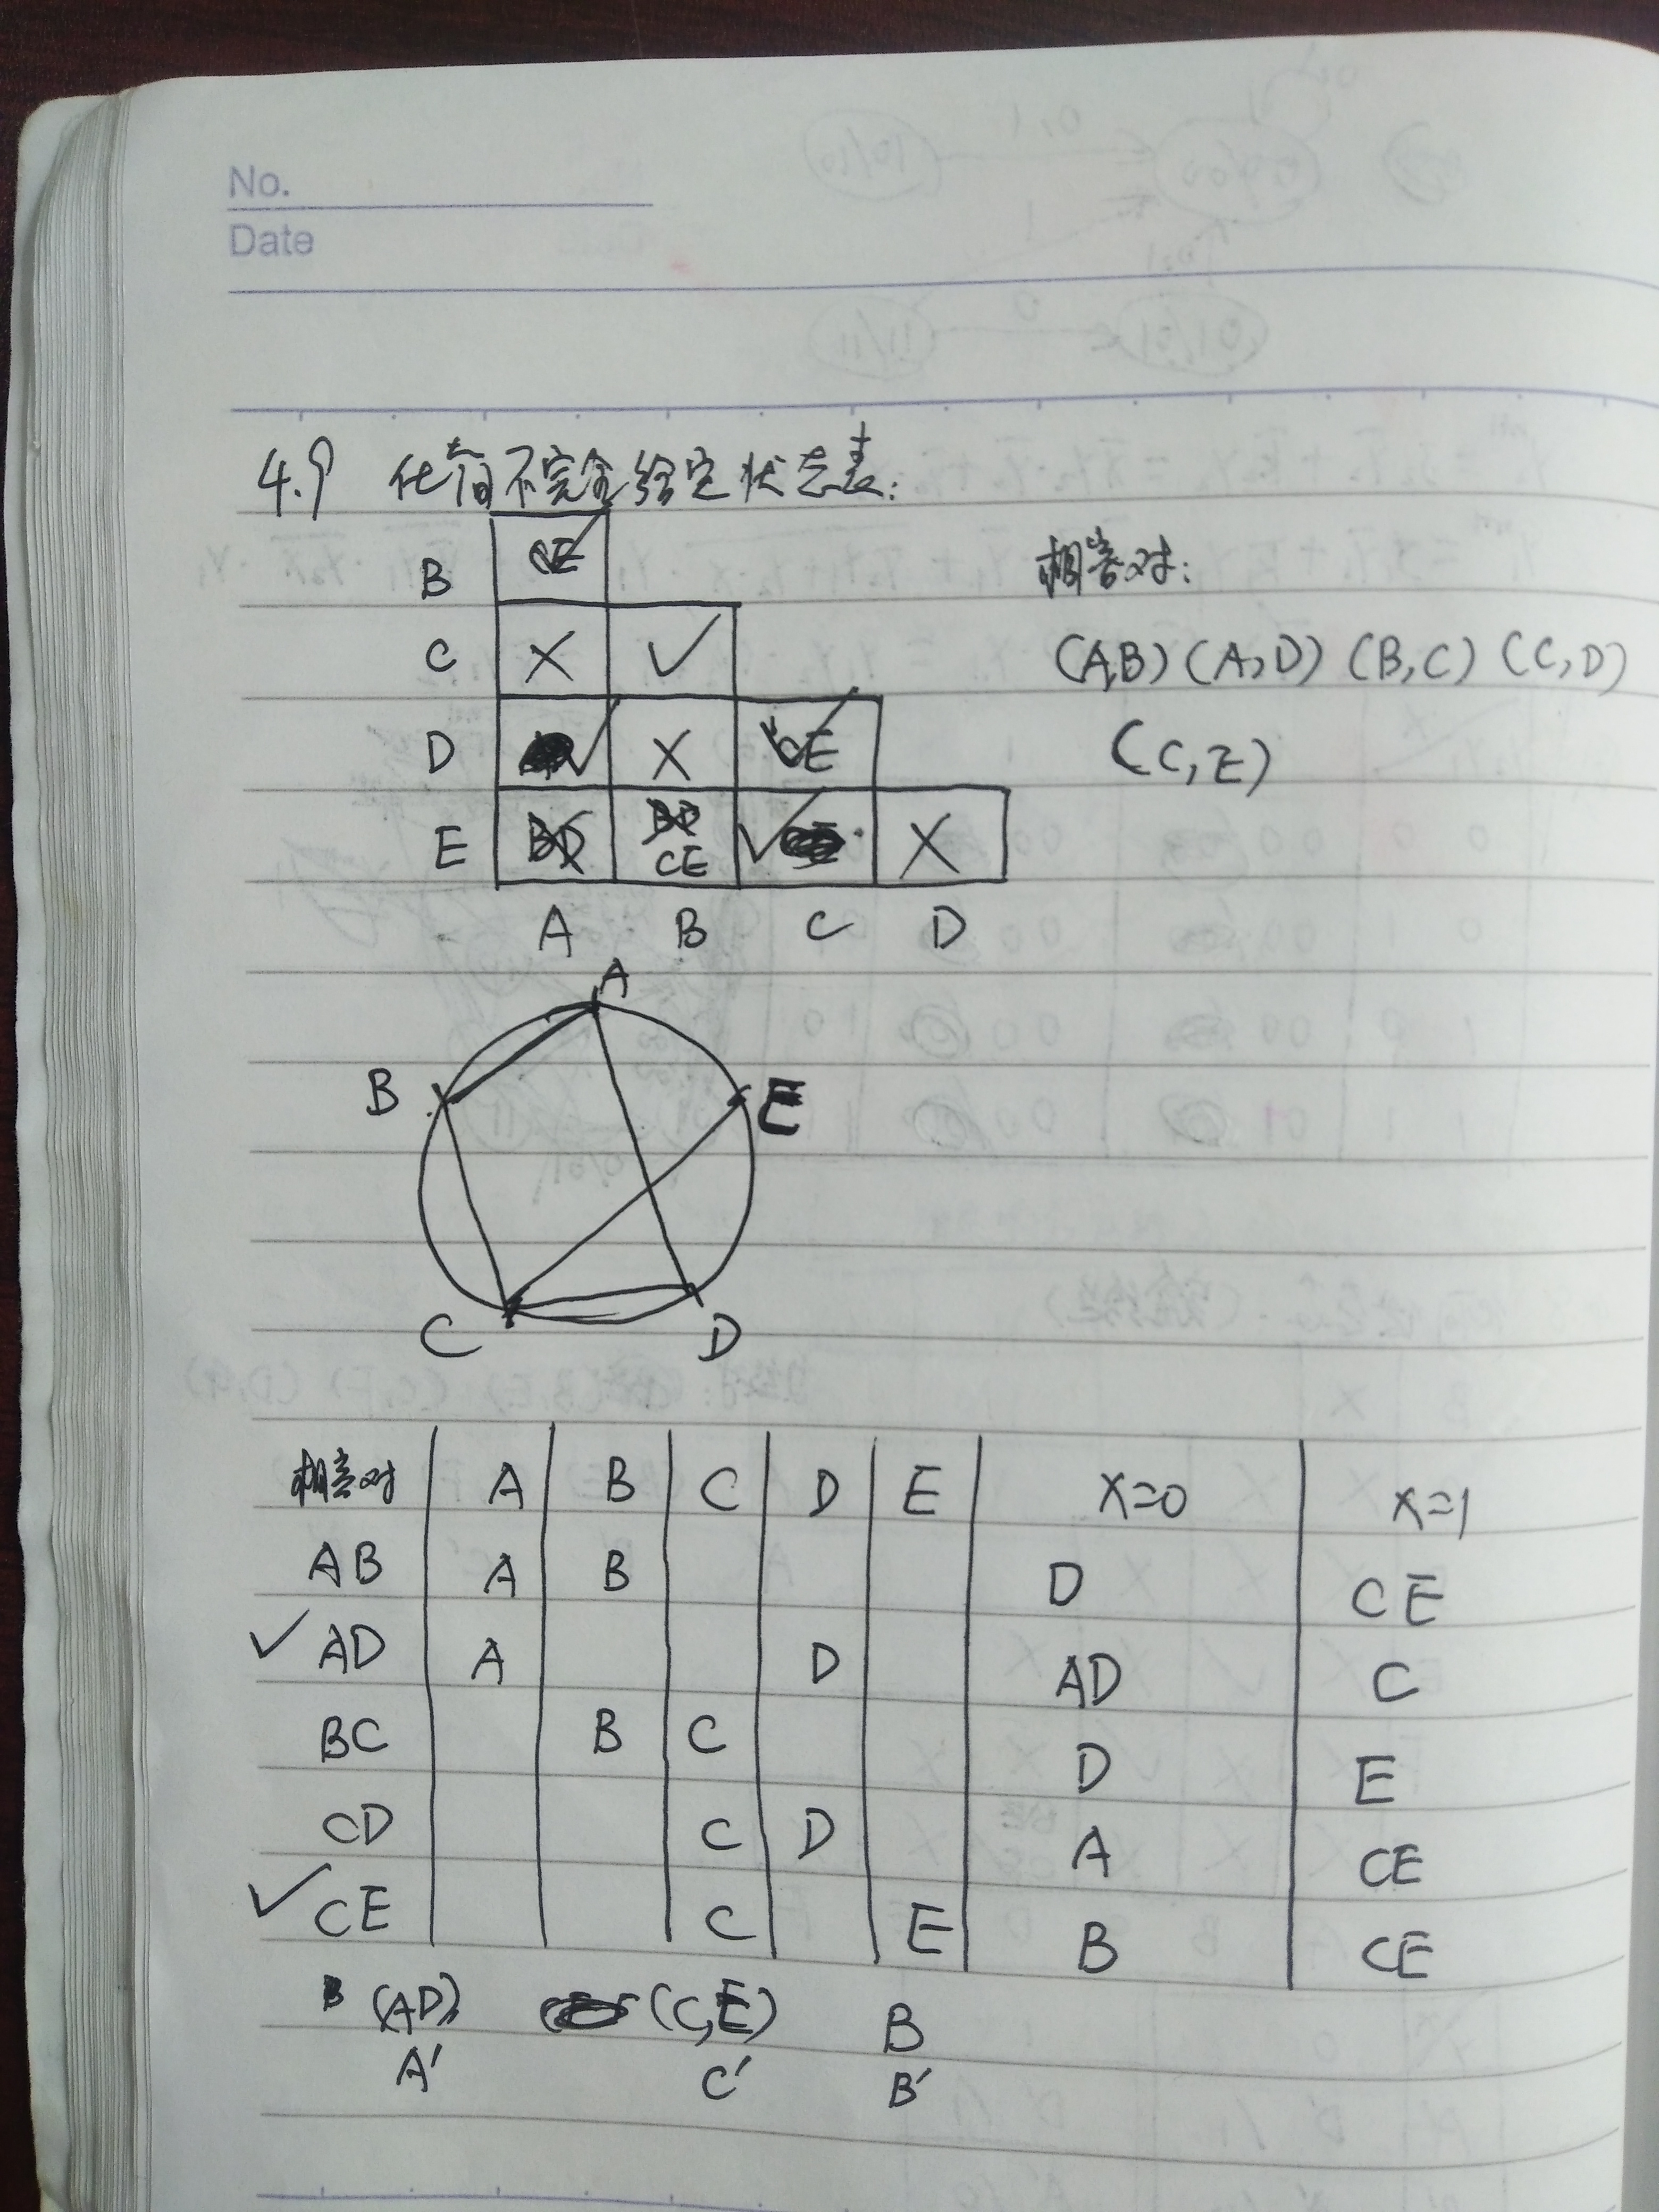 No.
Date
4.9 化简不完全给定状态表:
B CE
C X ✓
D ✓ X CE
E BD BD CE ✓ X
A B C D
相容对:
(A,B) (A,D) (B,C) (C,D)
(C,E)
A
B E
C D
相容对 A B C D E X=0 X=1
AB A B D CE
✓ AD A D AD C
BC B C D E
CD C D A CE
✓ CE C E B CE
B (AD) (C,E) B
A' C' B'